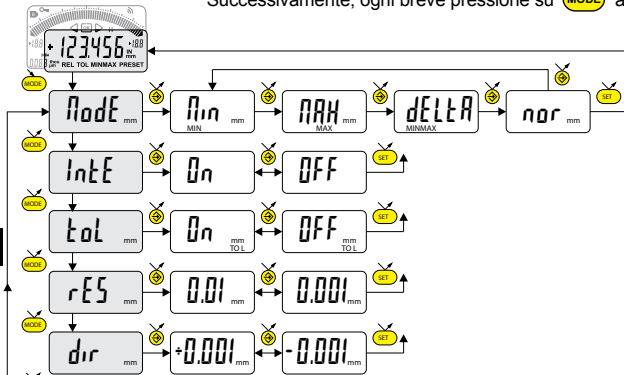 Successivamente, ogni breve pressione su MODE a
+ 123.456 IN mm
REL TOL MINMAX PRESET
MODE
ModE mm Min MIN mm MAX MAX mm dELtA MINMAX nor mm SET
MODE
IntE On OFF SET
MODE
toL mm On mm TOL OFF mm TOL SET
MODE
rES mm 0.01 mm 0.001 mm SET
MODE
dir mm +0.001 mm -0.001 mm SET